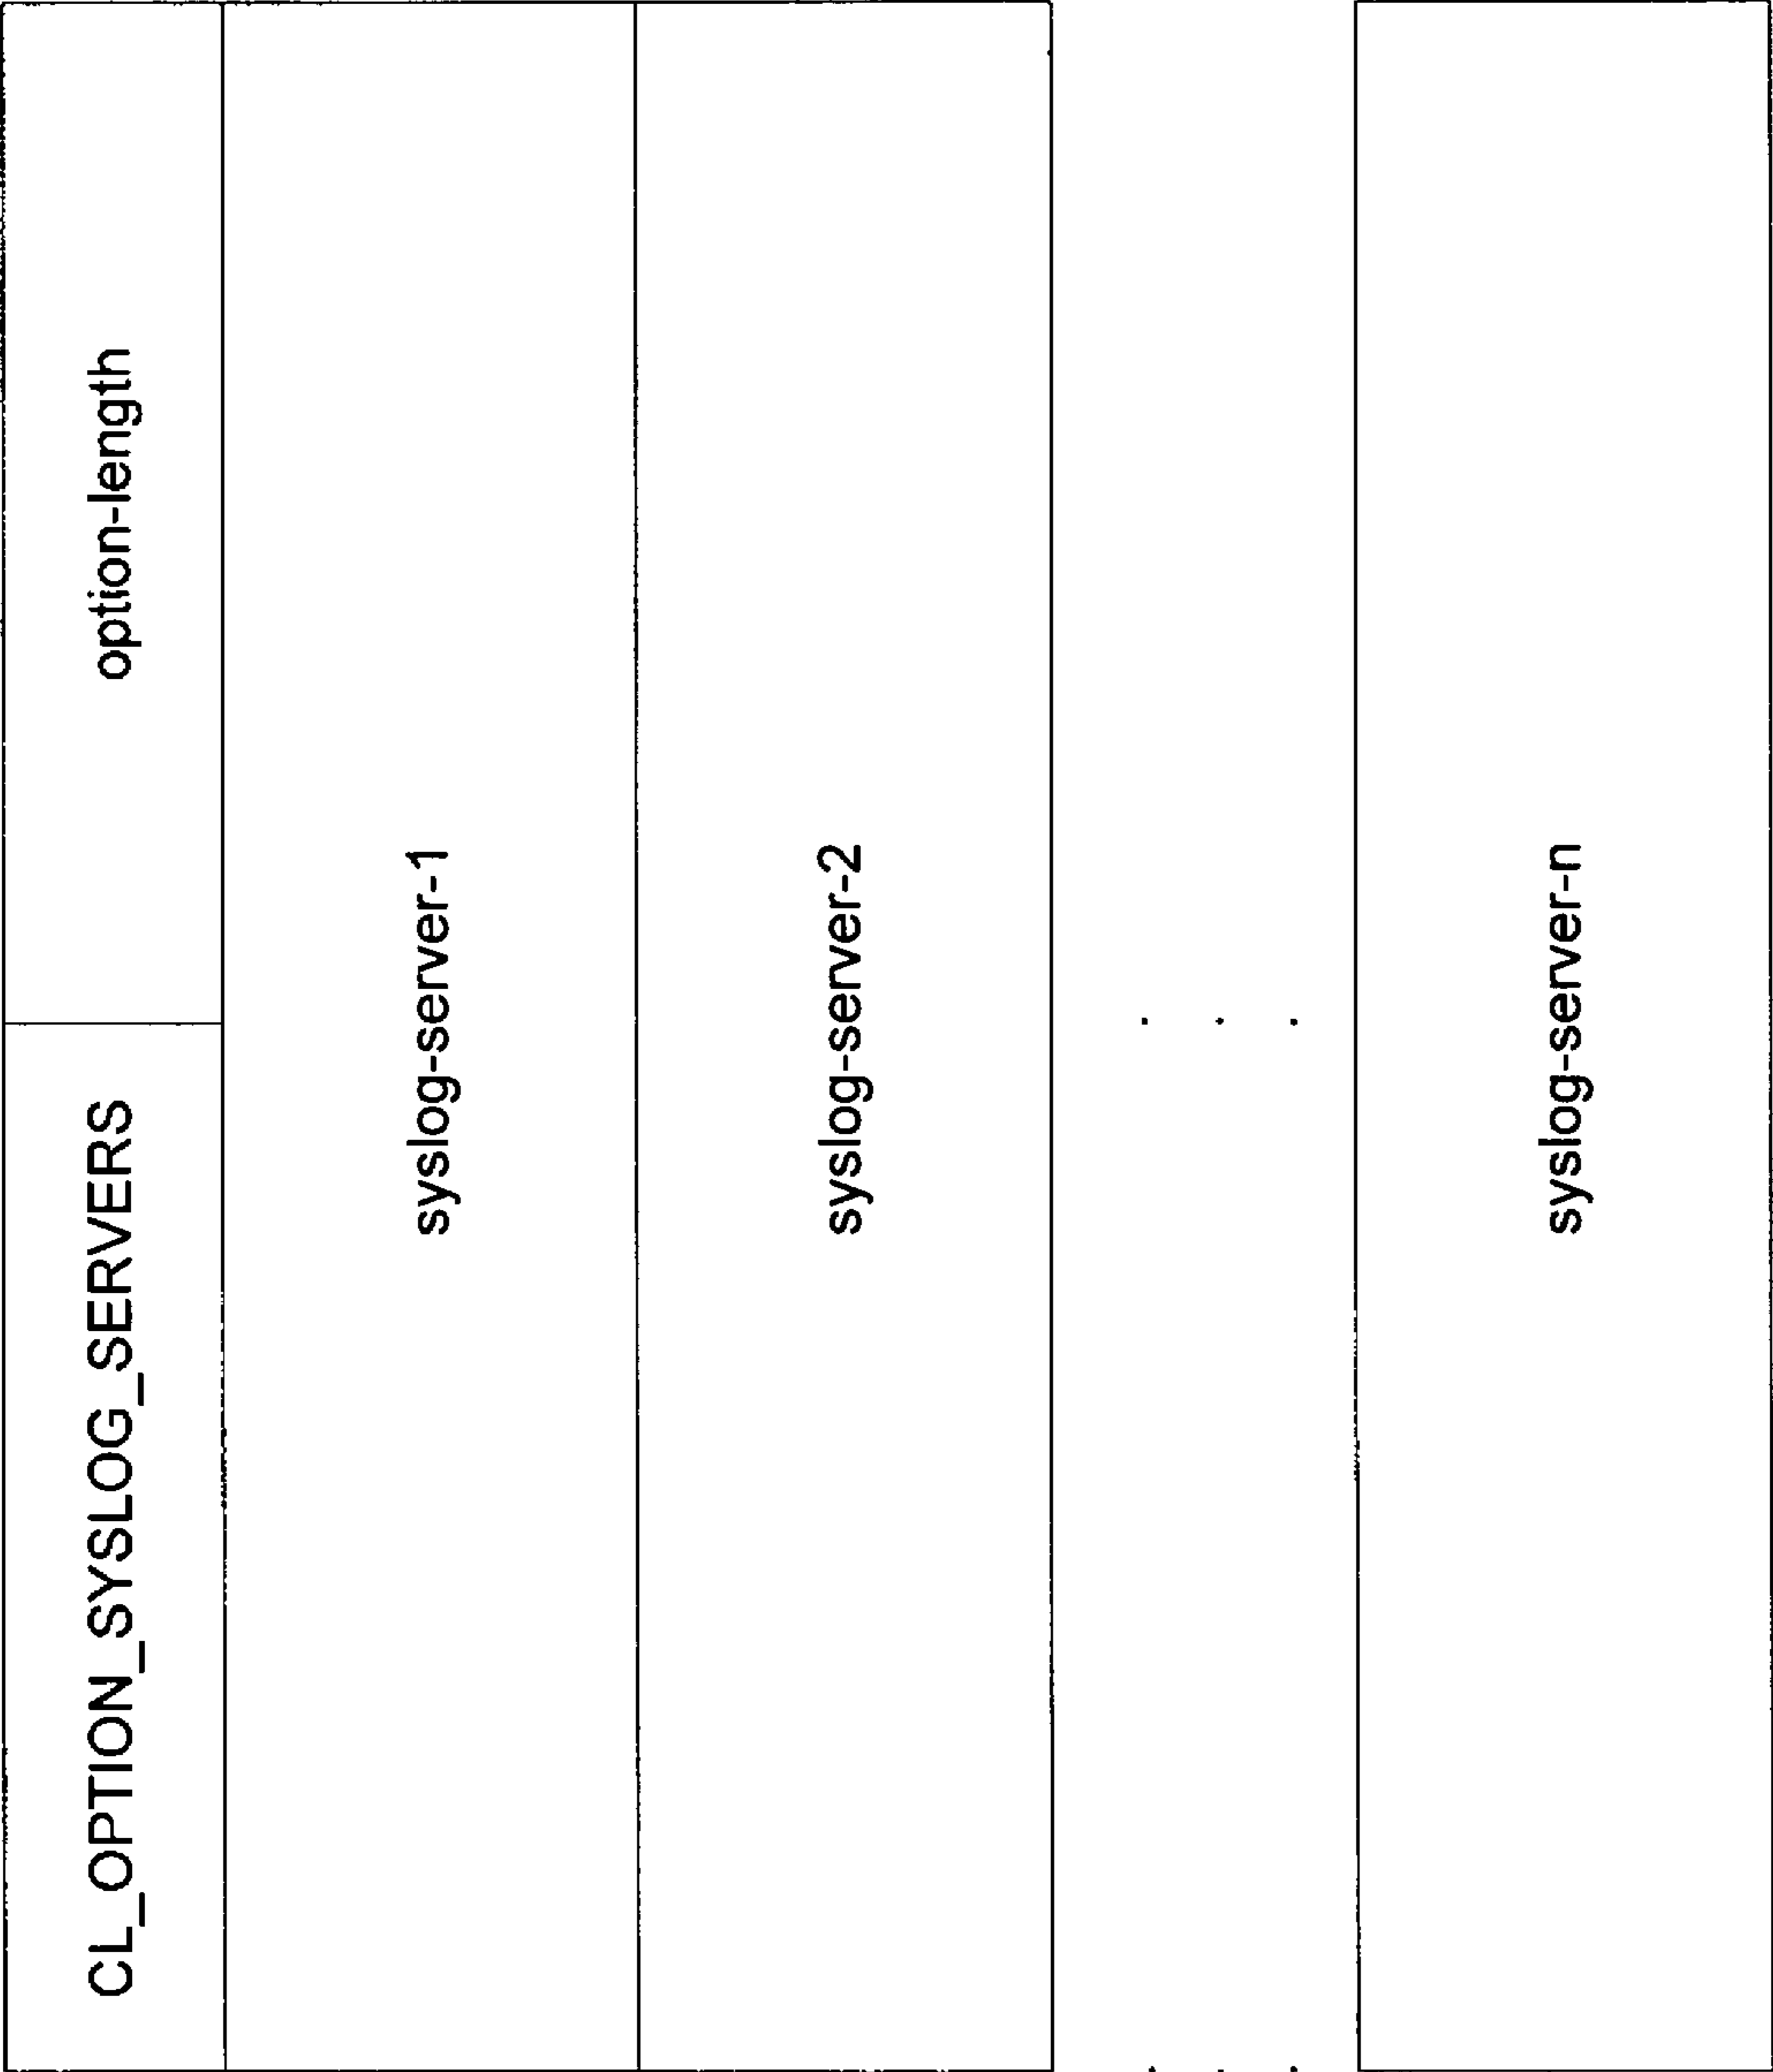 CL_OPTION_SYSLOG_SERVERS option-length
syslog-server-1
syslog-server-2
. . .
syslog-server-n